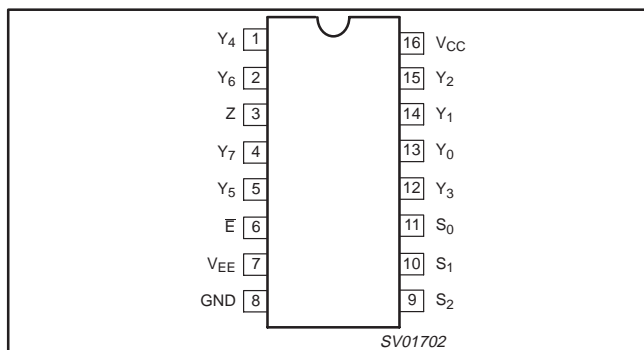 Y4 1 16 VCC
Y6 2 15 Y2
Z 3 14 Y1
Y7 4 13 Y0
Y5 5 12 Y3
E̅ 6 11 S0
VEE 7 10 S1
GND 8 9 S2
SV01702